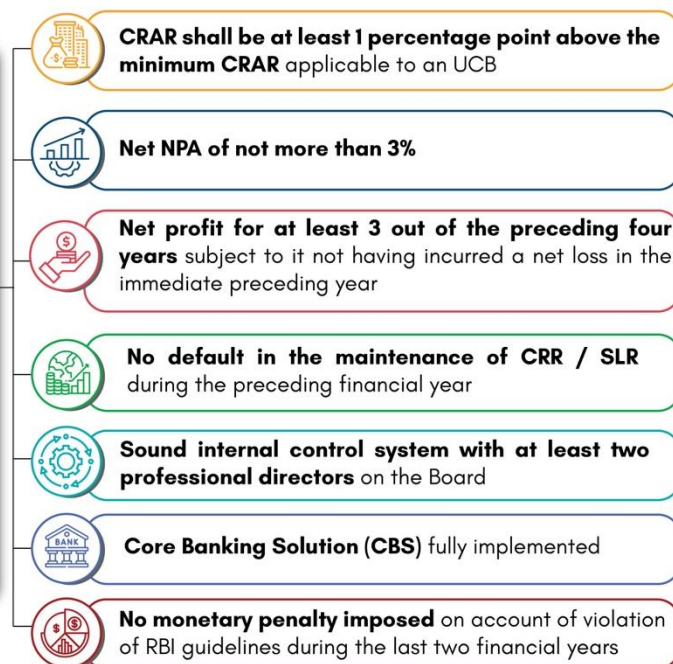 CRAR shall be at least 1 percentage point above the
minimum CRAR applicable to an UCB
Net NPA of not more than 3%
Net profit for at least 3 out of the preceding four
years subject to it not having incurred a net loss in the
immediate preceding year
No default in the maintenance of CRR / SLR
during the preceding financial year
Sound internal control system with at least two
professional directors on the Board
BANK
Core Banking Solution (CBS) fully implemented
No monetary penalty imposed on account of violation
of RBI guidelines during the last two financial years